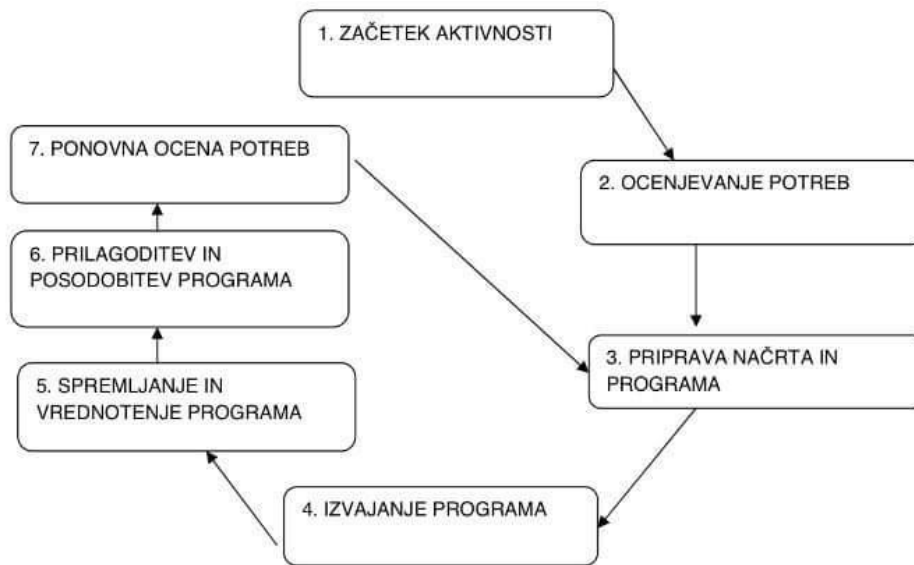 1. ZAČETEK AKTIVNOSTI
2. OCENJEVANJE POTREB
3. PRIPRAVA NAČRTA IN
PROGRAMA
4. IZVAJANJE PROGRAMA
5. SPREMLJANJE IN
VREDNOTENJE PROGRAMA
6. PRILAGODITEV IN
POSODOBITEV PROGRAMA
7. PONOVNA OCENA POTREB